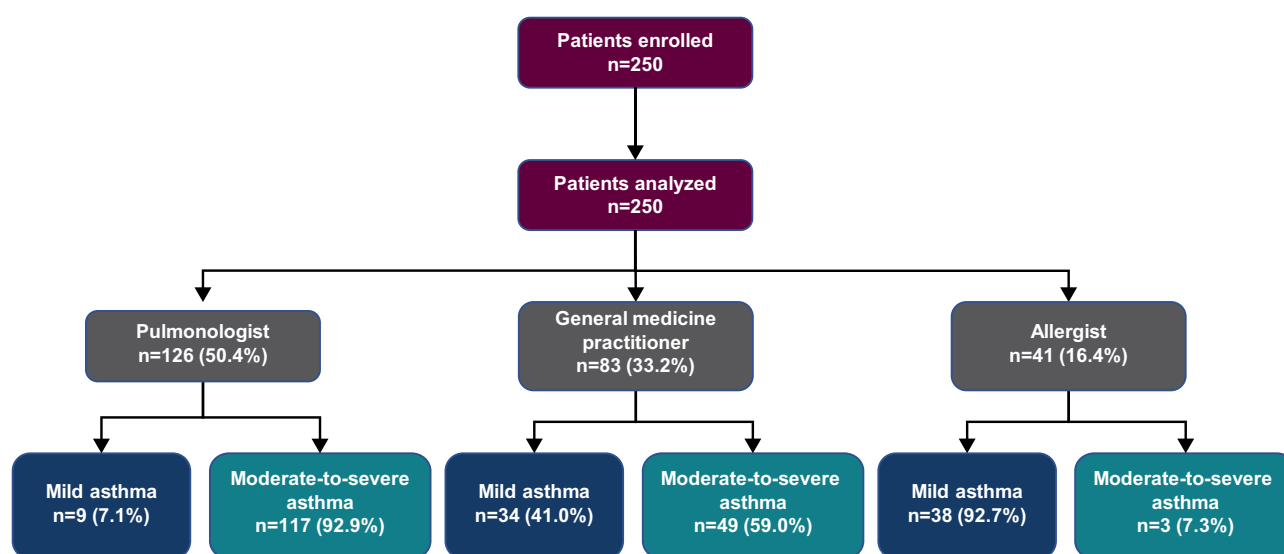 Patients enrolled
n=250
Patients analyzed
n=250
Pulmonologist
n=126 (50.4%)
General medicine
practitioner
n=83 (33.2%)
Allergist
n=41 (16.4%)
Mild asthma
n=9 (7.1%)
Moderate-to-severe
asthma
n=117 (92.9%)
Mild asthma
n=34 (41.0%)
Moderate-to-severe
asthma
n=49 (59.0%)
Mild asthma
n=38 (92.7%)
Moderate-to-severe
asthma
n=3 (7.3%)